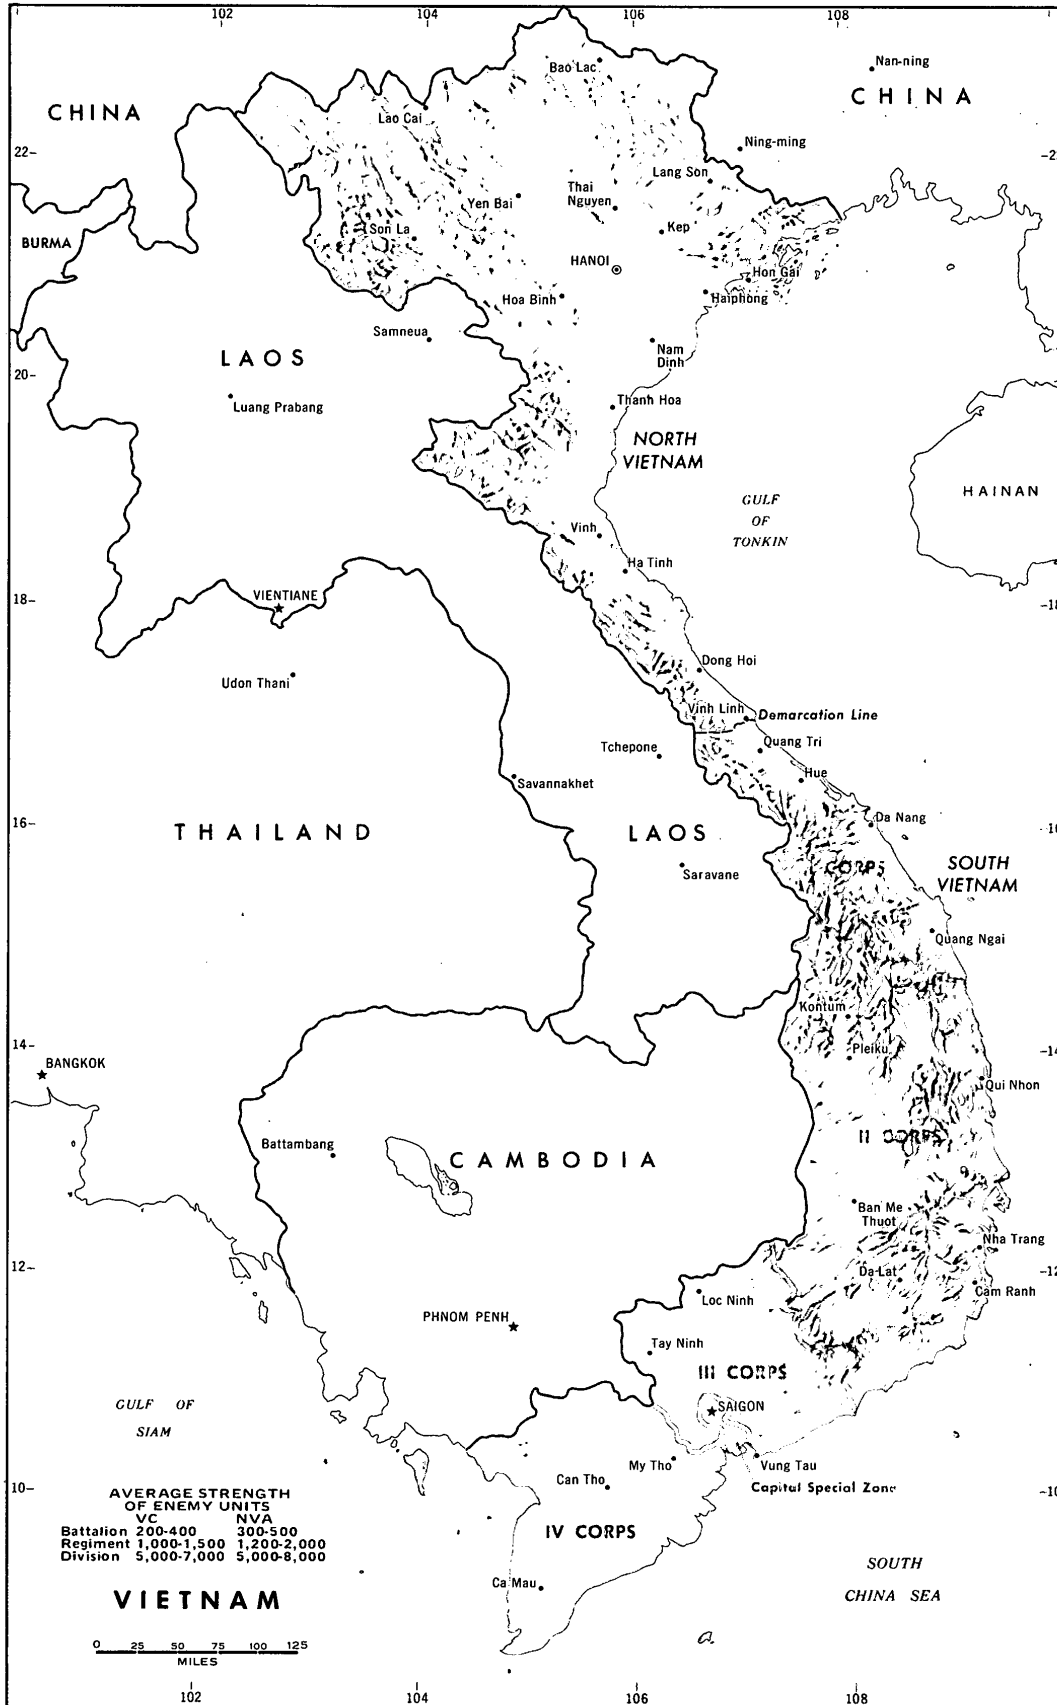 102 104 106 108
Bao Lac
Nan-ning
CHINA
CHINA
Lao Cai
22-
Ning-ming
Lang Son
Thai
Nguyen
Yen Bai
Kep
Son La
BURMA
HANOI
Hon Gai
Hoa Binh
Haiphong
Samneua
Nam
Dinh
LAOS
20-
Luang Prabang
Thanh Hoa
NORTH
VIETNAM
HAINAN
GULF
OF
TONKIN
Vinh
Ha Tinh
VIENTIANE
18-
Dong Hoi
Udon Thani
Vinh Linh
Demarcation Line
Quang Tri
Tchepone
Hue
Savannakhet
Da Nang
16-
THAILAND
LAOS
CORPS
SOUTH
VIETNAM
Saravane
Quang Ngai
Kontum
14-
Pleiku
BANGKOK
Qui Nhon
II CORPS
Battambang
CAMBODIA
Ban Me
Thuot
Nha Trang
12-
-12
Da Lat
Cam Ranh
Loc Ninh
PHNOM PENH
Tay Ninh
III CORPS
SAIGON
GULF OF
SIAM
My Tho
Vung Tau
Can Tho
Capital Special Zone
10-
-10
AVERAGE STRENGTH
OF ENEMY UNITS
VC NVA
Battalion 200-400 300-500
Regiment 1,000-1,500 1,200-2,000
Division 5,000-7,000 5,000-8,000
IV CORPS
SOUTH
CHINA SEA
Ca Mau
VIETNAM
0 25 50 75 100 125
MILES
102 104 106 108